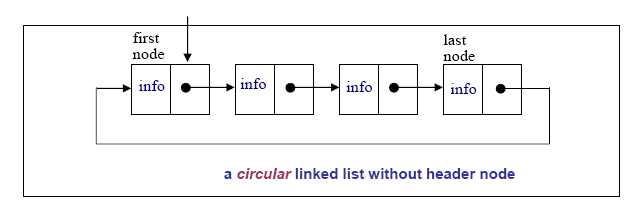 first
node
last
node
info
info
info
info
a circular linked list without header node